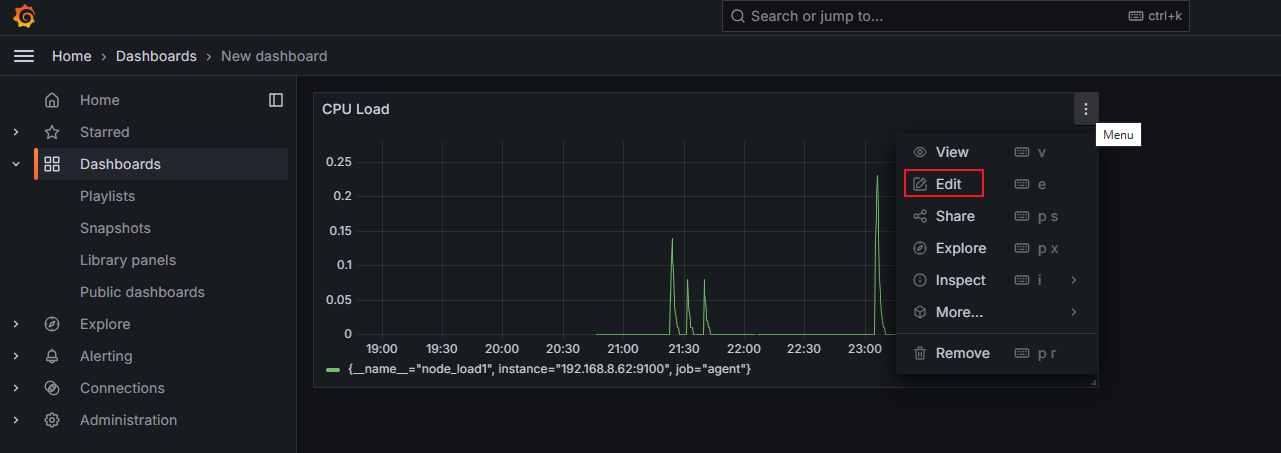 Search or jump to...
ctrl+k
Home › Dashboards › New dashboard
Home
Starred
Dashboards
Playlists
Snapshots
Library panels
Public dashboards
Explore
Alerting
Connections
Administration
CPU Load
Menu
View v
Edit e
Share p s
Explore p x
Inspect i
More...
Remove p r
0.25
0.2
0.15
0.1
0.05
0
19:00 19:30 20:00 20:30 21:00 21:30 22:00 22:30 23:00
{__name__="node_load1", instance="192.168.8.62:9100", job="agent"}